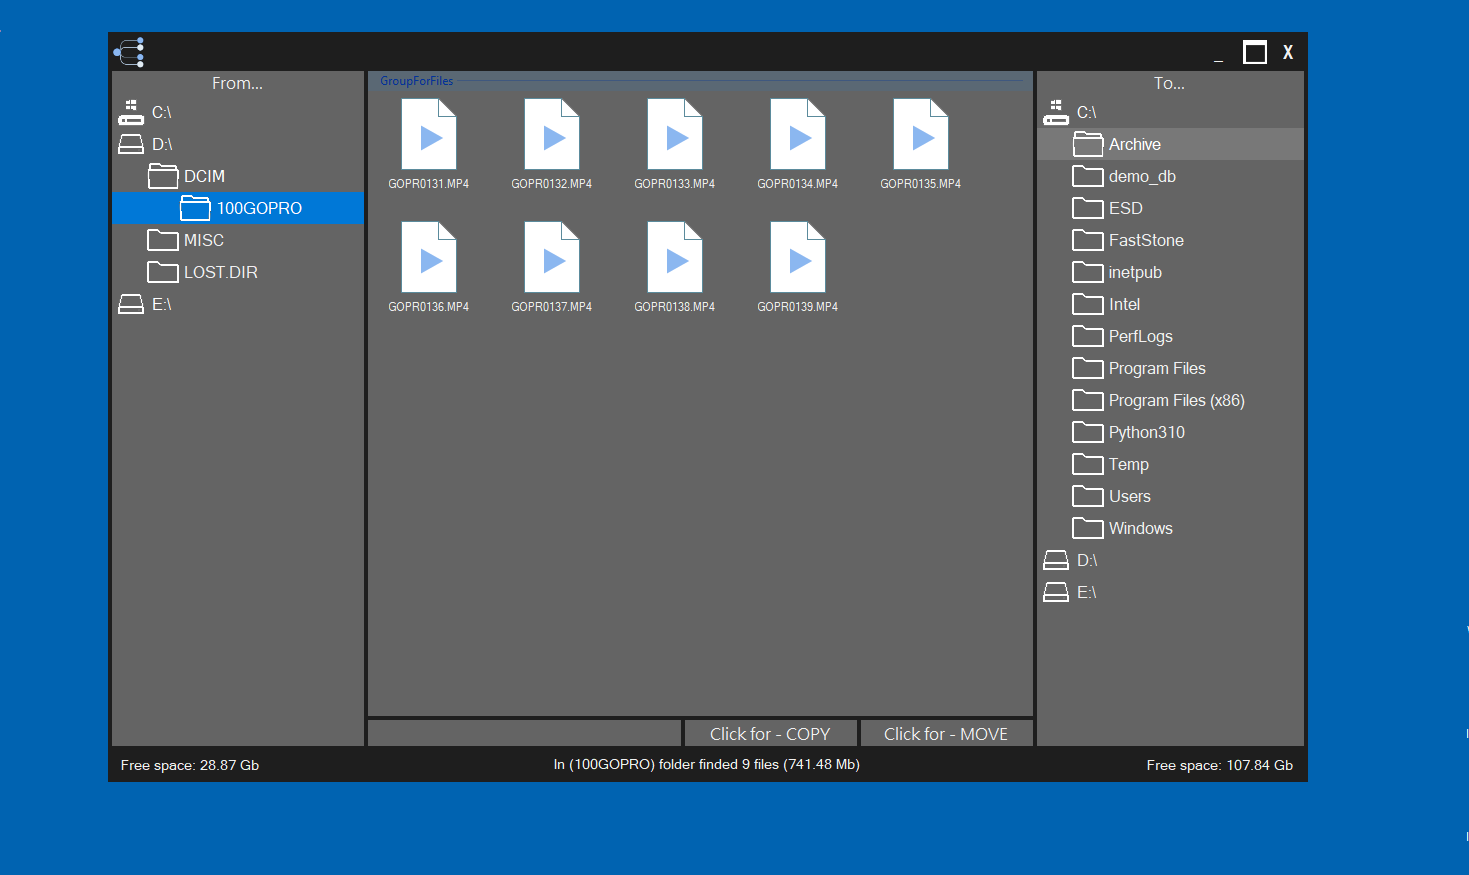 _ X
From...
C:\
D:\
DCIM
100GOPRO
MISC
LOST.DIR
E:\
GroupForFiles
GOPR0131.MP4 GOPR0132.MP4 GOPR0133.MP4 GOPR0134.MP4 GOPR0135.MP4
GOPR0136.MP4 GOPR0137.MP4 GOPR0138.MP4 GOPR0139.MP4
Click for - COPY Click for - MOVE
To...
C:\
Archive
demo_db
ESD
FastStone
inetpub
Intel
PerfLogs
Program Files
Program Files (x86)
Python310
Temp
Users
Windows
D:\
E:\
Free space: 28.87 Gb
In (100GOPRO) folder finded 9 files (741.48 Mb)
Free space: 107.84 Gb